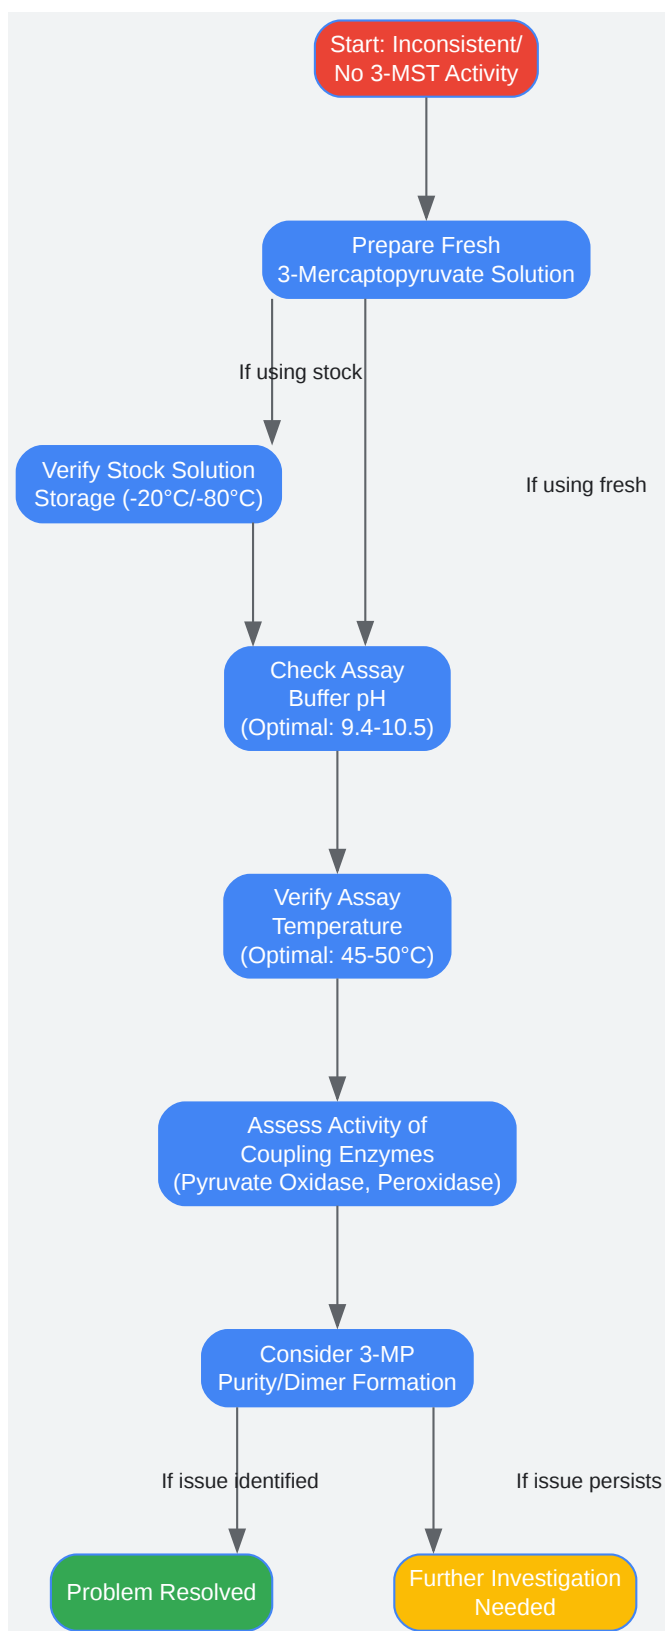 Start: Inconsistent/
No 3-MST Activity
Prepare Fresh
3-Mercaptopyruvate Solution
If using stock
Verify Stock Solution
Storage (-20°C/-80°C)
If using fresh
Check Assay
Buffer pH
(Optimal: 9.4-10.5)
Verify Assay
Temperature
(Optimal: 45-50°C)
Assess Activity of
Coupling Enzymes
(Pyruvate Oxidase, Peroxidase)
Consider 3-MP
Purity/Dimer Formation
If issue identified
If issue persists
Problem Resolved
Further Investigation
Needed